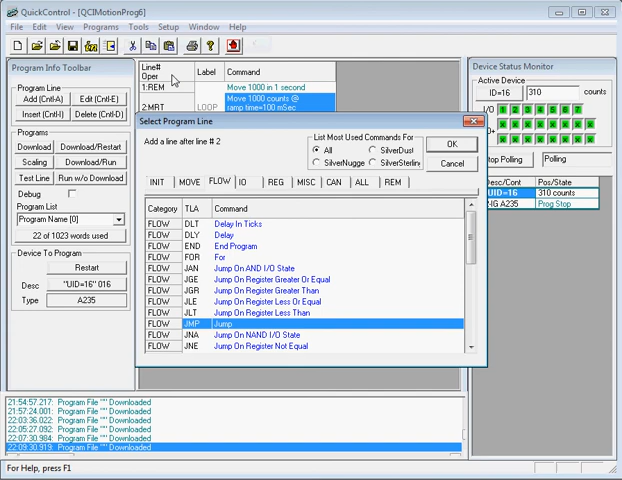 QuickControl - [QCIMotionProg6]
File Edit View Programs Tools Setup Window Help
Program Info Toolbar
Program Line
Add (Cntl-A) Edit (Cntl-E)
Insert (Cntl-I) Delete (Cntl-D)
Programs
Download Download/Restart
Scaling Download/Run
Test Line Run w/o Download
Debug
Program List
Program Name [0]
22 of 1023 words used
Device To Program
Restart
Desc "UID=16" 016
Type A235
Line# Oper Label Command
1:REM Move 1000 in 1 second
2:MRT LOOP Move 1000 counts @
ramp time=100 mSec
Device Status Monitor
Active Device
ID=16 310 counts
I/O 1 2 3 4 5 6 7
Stop Polling Polling
Desc/Cont Pos/State
"UID=16" 310 counts
A235 Prog Stop
Select Program Line
Add a line after line # 2
List Most Used Commands For
All SilverDust
SilverNugge SilverSterling
OK
Cancel
INIT MOVE FLOW IO REG MISC CAN ALL REM
Category TLA Command
FLOW DLT Delay In Ticks
FLOW DLY Delay
FLOW END End Program
FLOW FOR For
FLOW JAN Jump On AND I/O State
FLOW JGE Jump On Register Greater Or Equal
FLOW JGR Jump On Register Greater Than
FLOW JLE Jump On Register Less Or Equal
FLOW JLT Jump On Register Less Than
FLOW JMP Jump
FLOW JNA Jump On NAND I/O State
FLOW JNE Jump On Register Not Equal
21:54:57.217: Program File "" Downloaded
21:57:24.001: Program File "" Downloaded
22:03:36.022: Program File "" Downloaded
22:05:27.092: Program File "" Downloaded
22:07:30.984: Program File "" Downloaded
22:09:30.919: Program File "" Downloaded
For Help, press F1